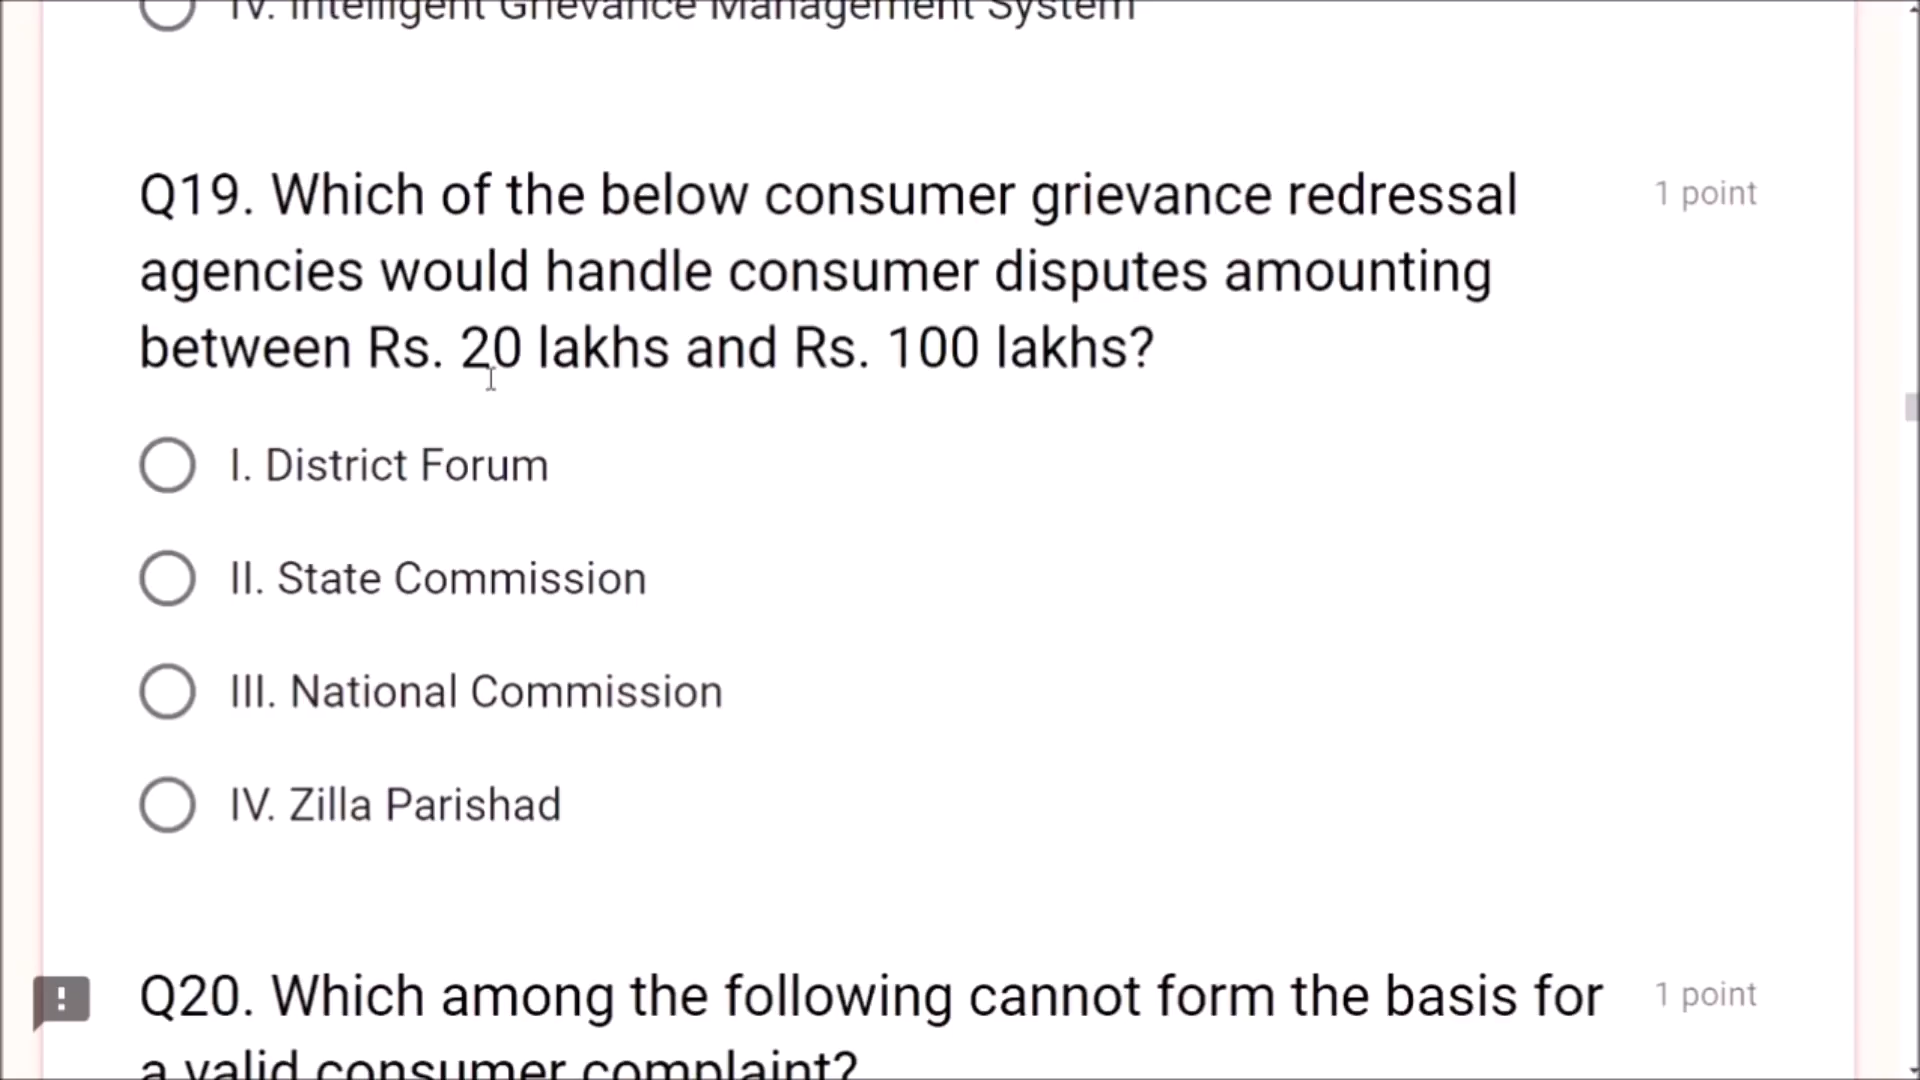 IV. Intelligent Grievance Management System
Q19. Which of the below consumer grievance redressal
1 point
agencies would handle consumer disputes amounting
between Rs. 20 lakhs and Rs. 100 lakhs?
I. District Forum
II. State Commission
III. National Commission
IV. Zilla Parishad
Q20. Which among the following cannot form the basis for
1 point
a valid consumer complaint?